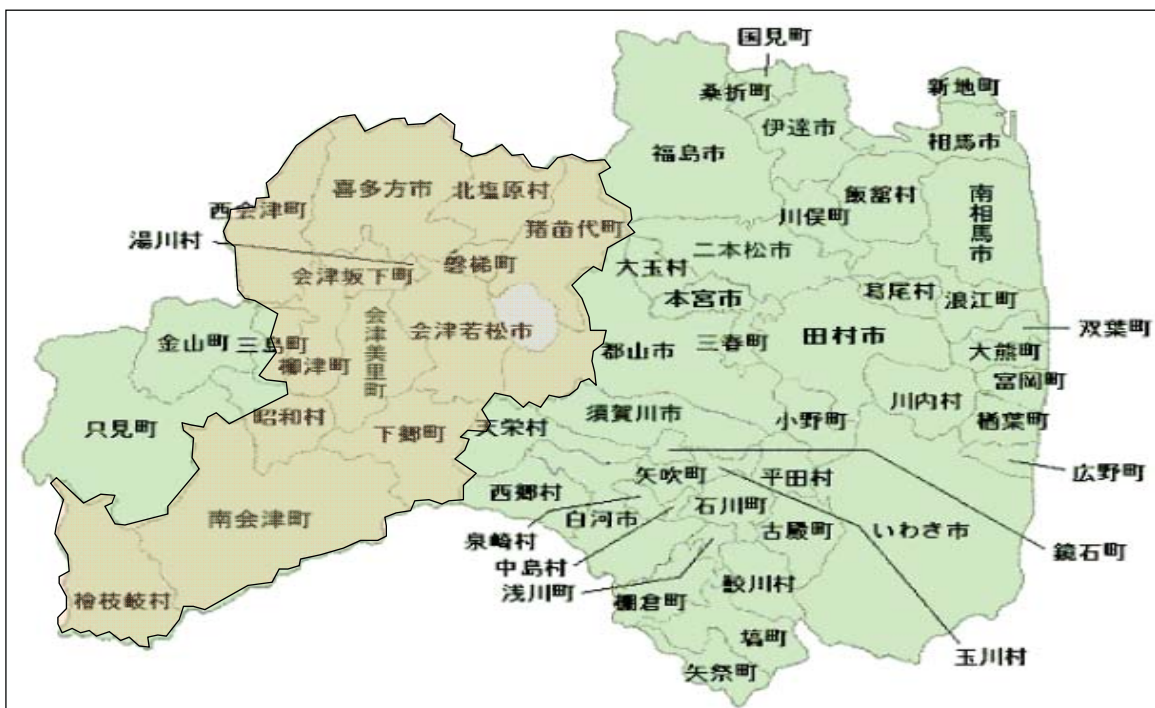 国見町
桑折町
新地町
伊達市
相馬市
福島市
喜多方市
北塩原村
飯舘村
南相馬市
西会津町
川俣町
猪苗代町
湯川村
二本松市
会津坂下町
磐梯町
大玉村
本宮市
葛尾村
浪江町
双葉町
金山町
三島町
会津美里町
会津若松市
郡山市
三春町
田村市
大熊町
柳津町
富岡町
川内村
楢葉町
只見町
昭和村
下郷町
天栄村
須賀川市
小野町
広野町
矢吹町
平田村
西郷村
石川町
南会津町
白河市
古殿町
いわき市
泉崎村
鏡石町
中島村
浅川町
鮫川村
檜枝岐村
棚倉町
塙町
玉川村
矢祭町